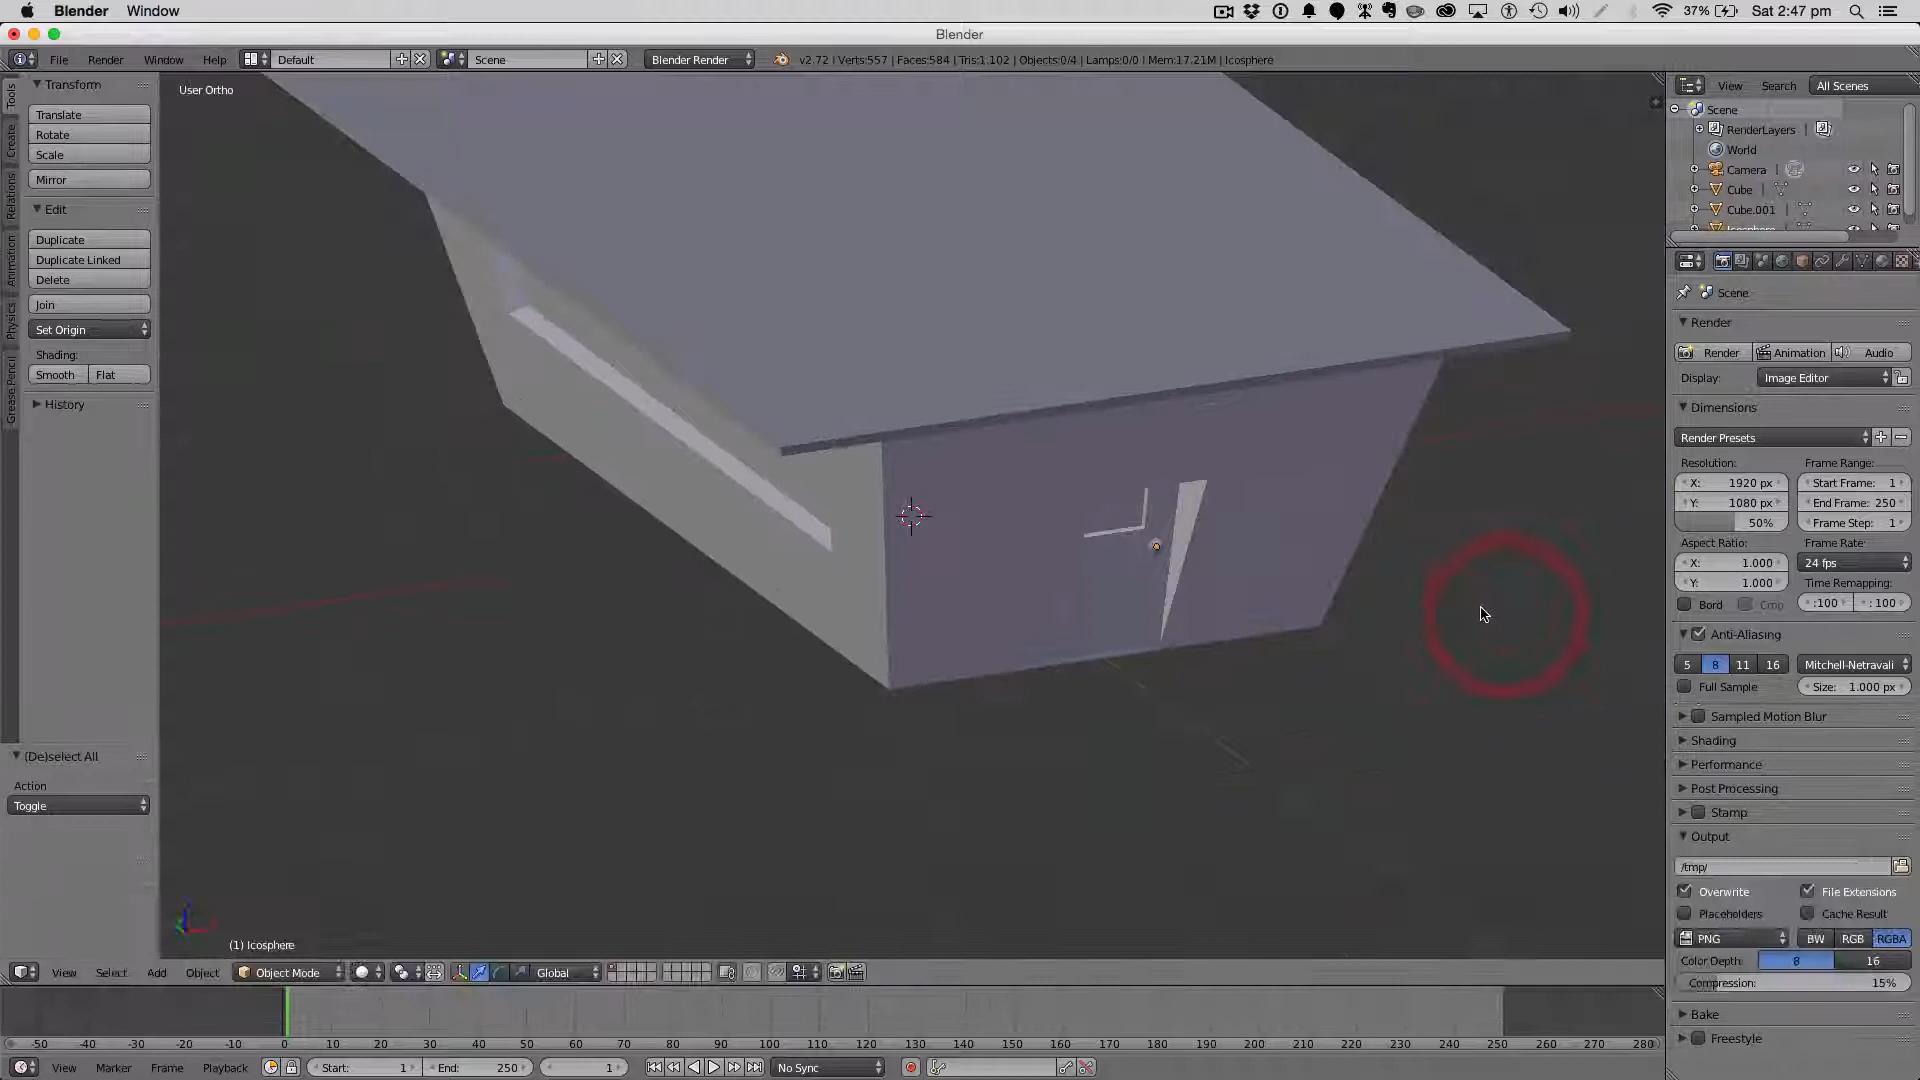 Blender Window 37% Sat 2:47 pm
Blender
File Render Window Help Default Scene Blender Render v2.72 | Verts:557 | Faces:584 | Tris:1,102 | Objects:0/4 | Lamps:0/0 | Mem:17.21M | Icosphere
Tools
Create
Relations
Animation
Physics
Grease Pencil
Transform
Translate
Rotate
Scale
Mirror
Edit
Duplicate
Duplicate Linked
Delete
Join
Set Origin
Shading:
Smooth Flat
History
(De)select All
Action
Toggle
User Ortho
(1) Icosphere
View Search All Scenes
Scene
RenderLayers |
World
Camera |
Cube |
Cube.001 |
Icosphere
Scene
Render
Render Animation Audio
Display: Image Editor
Dimensions
Render Presets
Resolution: Frame Range:
X: 1920 px Start Frame: 1
Y: 1080 px End Frame: 250
50% Frame Step: 1
Aspect Ratio: Frame Rate:
X: 1.000 24 fps
Y: 1.000 Time Remapping:
Bord Crop :100 : 100
Anti-Aliasing
5 8 11 16 Mitchell-Netravali
Full Sample Size: 1.000 px
Sampled Motion Blur
Shading
Performance
Post Processing
Stamp
Output
/tmp/
Overwrite File Extensions
Placeholders Cache Result
PNG BW RGB RGBA
Color Depth: 8 16
Compression: 15%
Bake
Freestyle
View Select Add Object Object Mode Global
-50 -40 -30 -20 -10 0 10 20 30 40 50 60 70 80 90 100 110 120 130 140 150 160 170 180 190 200 210 220 230 240 250 260 270 280
View Marker Frame Playback Start: 1 End: 250 1 No Sync